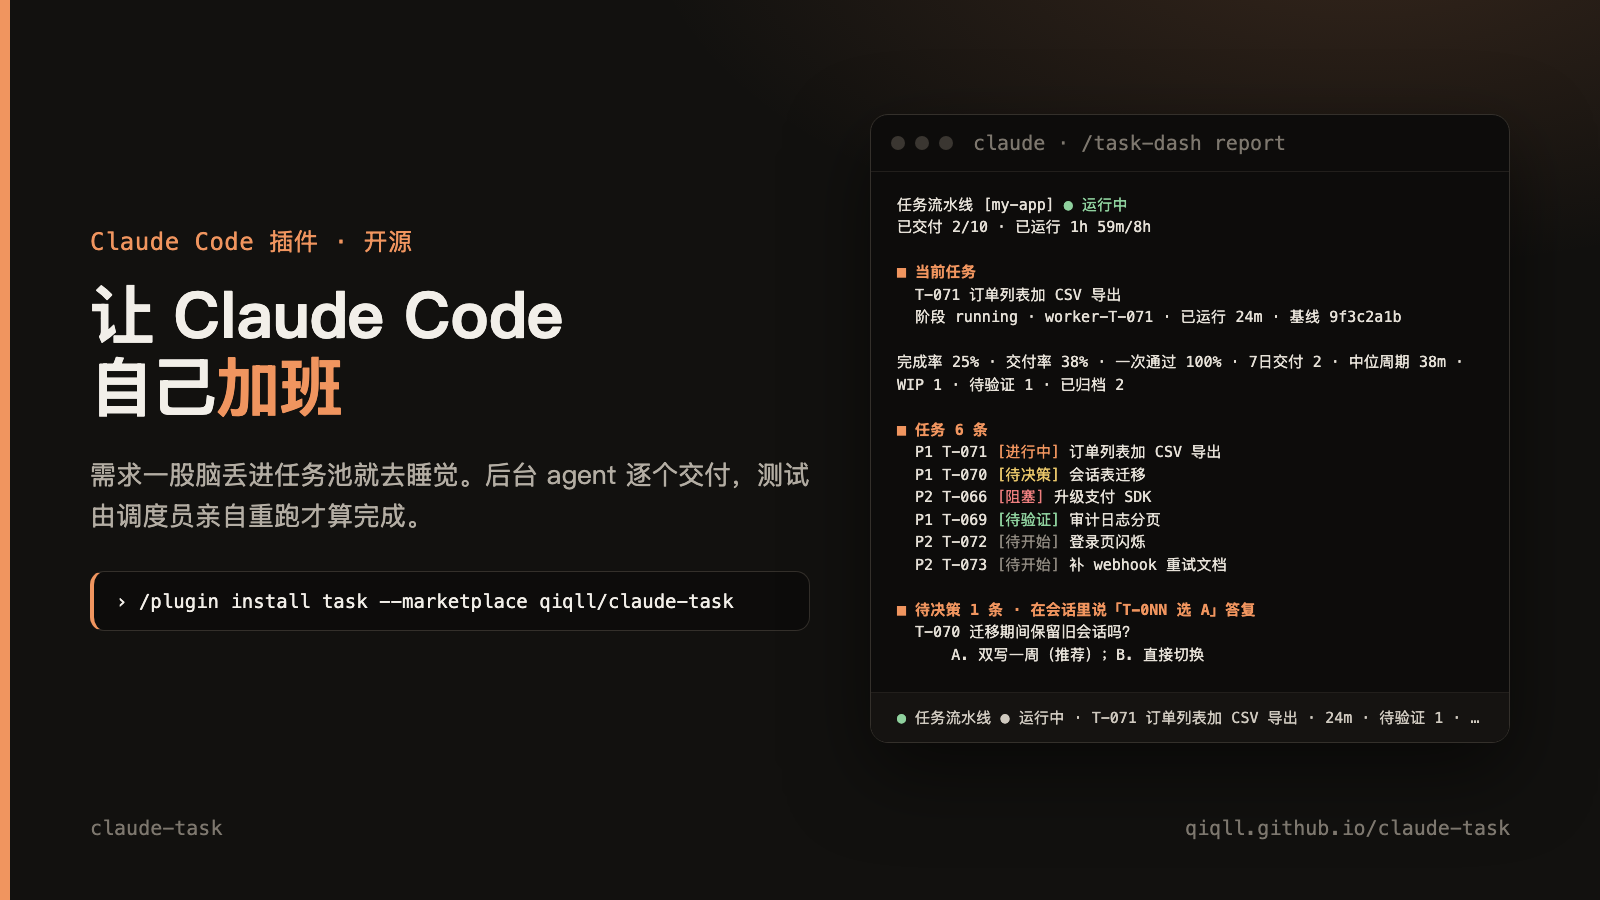 Claude Code 插件 · 开源
让 Claude Code
自己加班
需求一股脑丢进任务池就去睡觉。后台 agent 逐个交付，测试
由调度员亲自重跑才算完成。
› /plugin install task --marketplace qiqll/claude-task
claude · /task-dash report
任务流水线 [my-app] ● 运行中
已交付 2/10 · 已运行 1h 59m/8h
■ 当前任务
T-071 订单列表加 CSV 导出
阶段 running · worker-T-071 · 已运行 24m · 基线 9f3c2a1b
完成率 25% · 交付率 38% · 一次通过 100% · 7日交付 2 · 中位周期 38m ·
WIP 1 · 待验证 1 · 已归档 2
■ 任务 6 条
P1 T-071 [进行中] 订单列表加 CSV 导出
P1 T-070 [待决策] 会话表迁移
P2 T-066 [阻塞] 升级支付 SDK
P1 T-069 [待验证] 审计日志分页
P2 T-072 [待开始] 登录页闪烁
P2 T-073 [待开始] 补 webhook 重试文档
■ 待决策 1 条 · 在会话里说「T-0NN 选 A」答复
T-070 迁移期间保留旧会话吗?
A. 双写一周（推荐）；B. 直接切换
● 任务流水线 ● 运行中 · T-071 订单列表加 CSV 导出 · 24m · 待验证 1 · …
claude-task
qiqll.github.io/claude-task